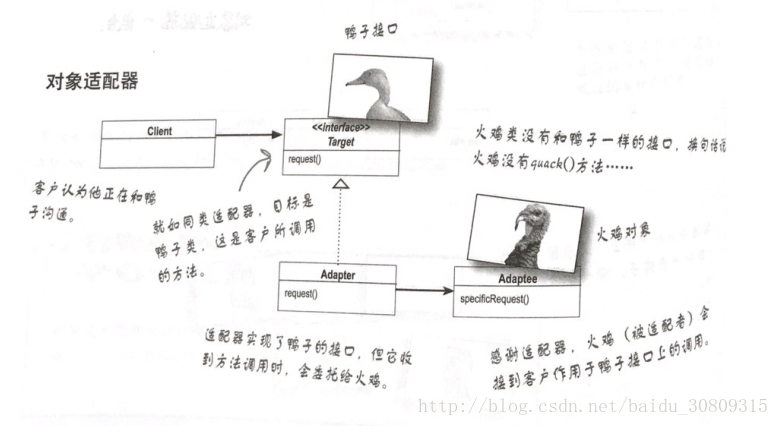 鸭子接口
对象适配器
Client
<<interface>>
Target
request()
火鸡类没有和鸭子一样的接口，换句话说
火鸡没有quack()方法……
客户认为他正在和鸭
子沟通。
就如同类适配器，目标是
鸭子类，这是客户所调用
的方法。
火鸡对象
Adapter
request()
Adaptee
specificRequest()
适配器实现了鸭子的接口，但它收
到方法调用时，会委托给火鸡。
感谢适配器，火鸡（被适配者）会
接到客户作用于鸭子接口上的调用。
http://blog.csdn.net/baidu_30809315